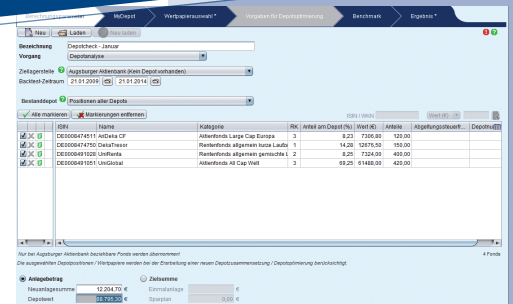 Berechnungsparameter MyDepot Wertpapierauswahl * Vorgaben für Depotoptimierung Benchmark Ergebnis *
Neu Laden Neu laden
Bezeichnung Depotcheck - Januar
Vorgang Depotanalyse
Ziellagerstelle Augsburger Aktienbank (Kein Depot vorhanden)
Backtest-Zeitraum 21.01.2009 21.01.2014
Bestanddepot Positionen aller Depots
Alle markieren Markierungen entfernen ISIN / WKN Wert (€)
ISIN Name Kategorie RK Anteil am Depot (%) Wert (€) Anteile Abgeltungssteuerfr... Depotnu
DE0008474511 AriDeka CF Aktienfonds Large Cap Europa 3 8,23 7306,80 120,00
DE0008474750 DekaTresor Rentenfonds allgemein kurze Laufz 1 14,28 12676,50 150,00
DE0008491028 UniRenta Rentenfonds allgemein gemischte L 2 8,25 7324,00 400,00
DE0008491051 UniGlobal Aktienfonds All Cap Welt 3 69,25 61488,00 420,00
Nur bei Augsburger Aktienbank beziehbare Fonds werden übernommen! 4 Fonds
Die ausgewählten Depotpositionen / Wertpapiere werden bei der Erarbeitung einer neuen Depotzusammensetzung / Depotoptimierung berücksichtigt.
Anlagebetrag Zielsumme
Neuanlagesumme 12.204,70 € Einmalanlage €
Depotwert 88.795,30 € Sparplan 0,00 €